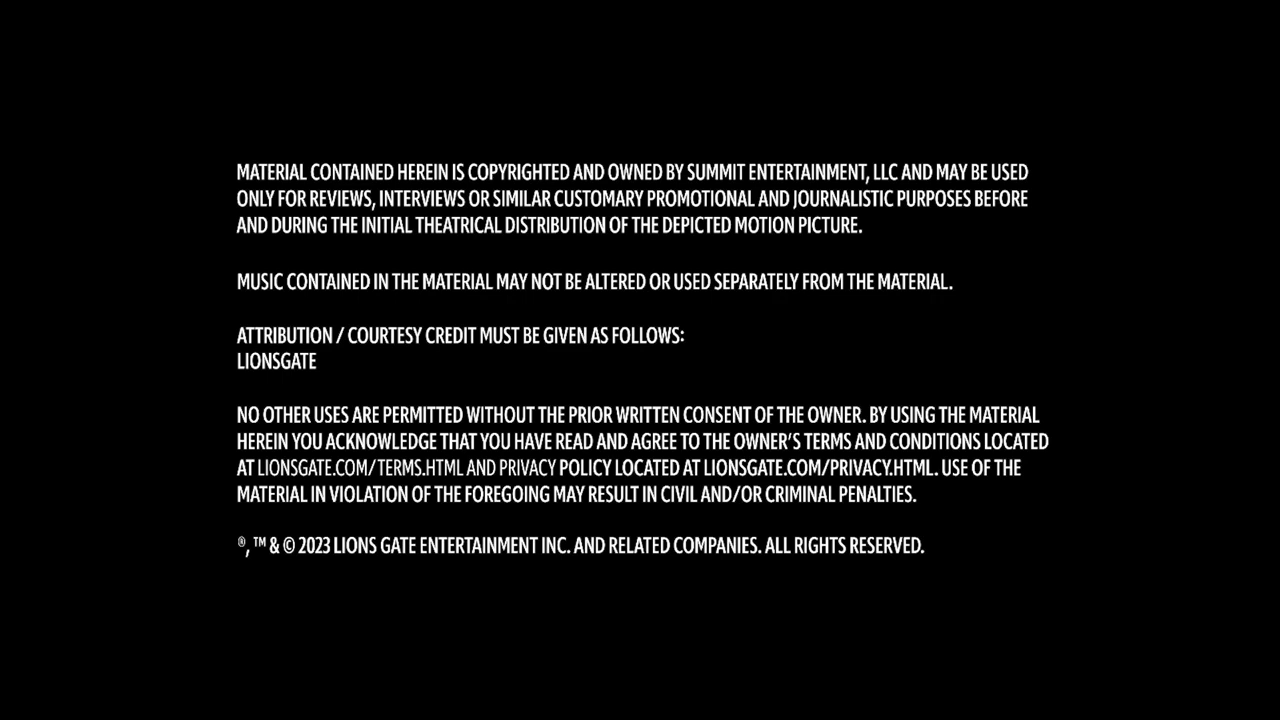 MATERIAL CONTAINED HEREIN IS COPYRIGHTED AND OWNED BY SUMMIT ENTERTAINMENT, LLC AND MAY BE USED
ONLY FOR REVIEWS, INTERVIEWS OR SIMILAR CUSTOMARY PROMOTIONAL AND JOURNALISTIC PURPOSES BEFORE
AND DURING THE INITIAL THEATRICAL DISTRIBUTION OF THE DEPICTED MOTION PICTURE.
MUSIC CONTAINED IN THE MATERIAL MAY NOT BE ALTERED OR USED SEPARATELY FROM THE MATERIAL.
ATTRIBUTION / COURTESY CREDIT MUST BE GIVEN AS FOLLOWS:
LIONSGATE
NO OTHER USES ARE PERMITTED WITHOUT THE PRIOR WRITTEN CONSENT OF THE OWNER. BY USING THE MATERIAL
HEREIN YOU ACKNOWLEDGE THAT YOU HAVE READ AND AGREE TO THE OWNER'S TERMS AND CONDITIONS LOCATED
AT LIONSGATE.COM/TERMS.HTML AND PRIVACY POLICY LOCATED AT LIONSGATE.COM/PRIVACY.HTML. USE OF THE
MATERIAL IN VIOLATION OF THE FOREGOING MAY RESULT IN CIVIL AND/OR CRIMINAL PENALTIES.
®, ™ & © 2023 LIONS GATE ENTERTAINMENT INC. AND RELATED COMPANIES. ALL RIGHTS RESERVED.